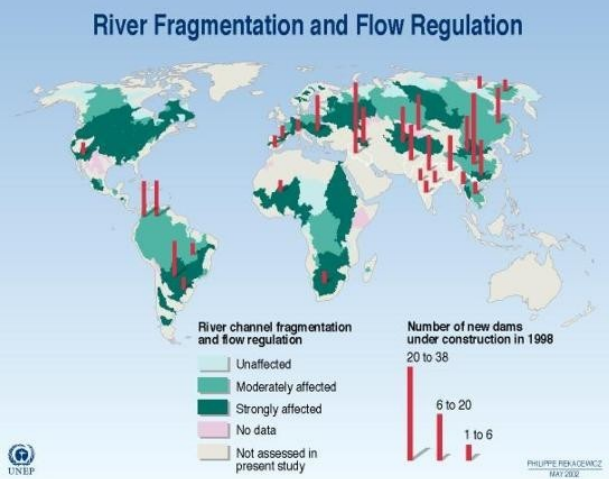 River Fragmentation and Flow Regulation
River channel fragmentation
and flow regulation
Unaffected
Moderately affected
Strongly affected
No data
Not assessed in
present study
Number of new dams
under construction in 1998
20 to 38
6 to 20
1 to 6
UNEP
PHILIPPE REKACEWICZ
MAY 2002